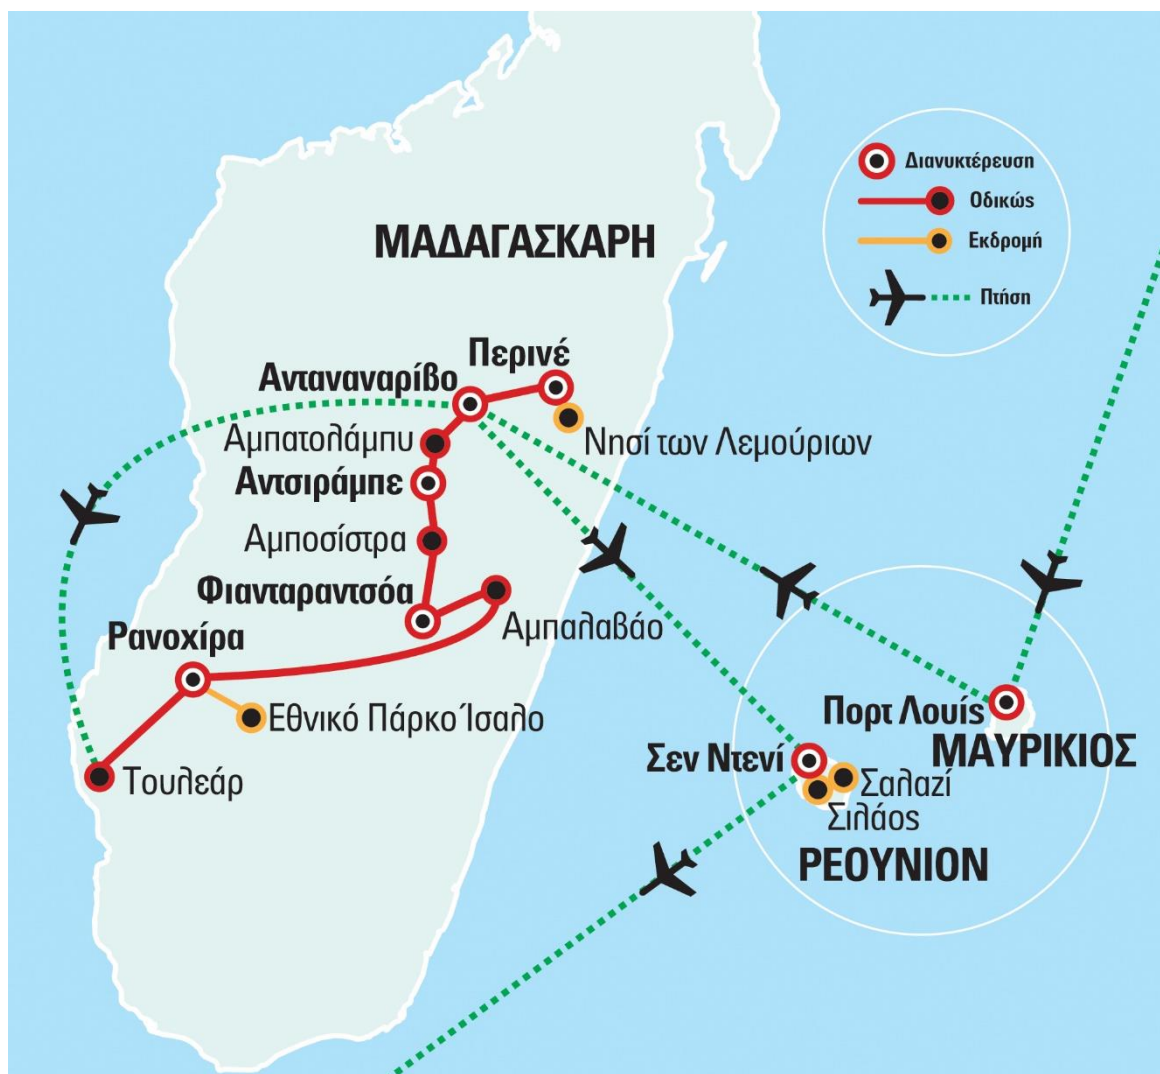 Διανυκτέρευση
Οδικώς
Εκδρομή
Πτήση
ΜΑΔΑΓΑΣΚΑΡΗ
Περινέ
Ανταναναρίβο
Αμπατολάμπυ
Νησί των Λεμούριων
Αντσιράμπε
Αμποσίστρα
Φιανταραντσόα
Αμπαλαβάο
Ρανοχίρα
Εθνικό Πάρκο Ίσαλο
Τουλεάρ
Πορτ Λουίς
ΜΑΥΡΙΚΙΟΣ
Σεν Ντενί
Σαλαζί
Σιλάος
ΡΕΟΥΝΙΟΝ